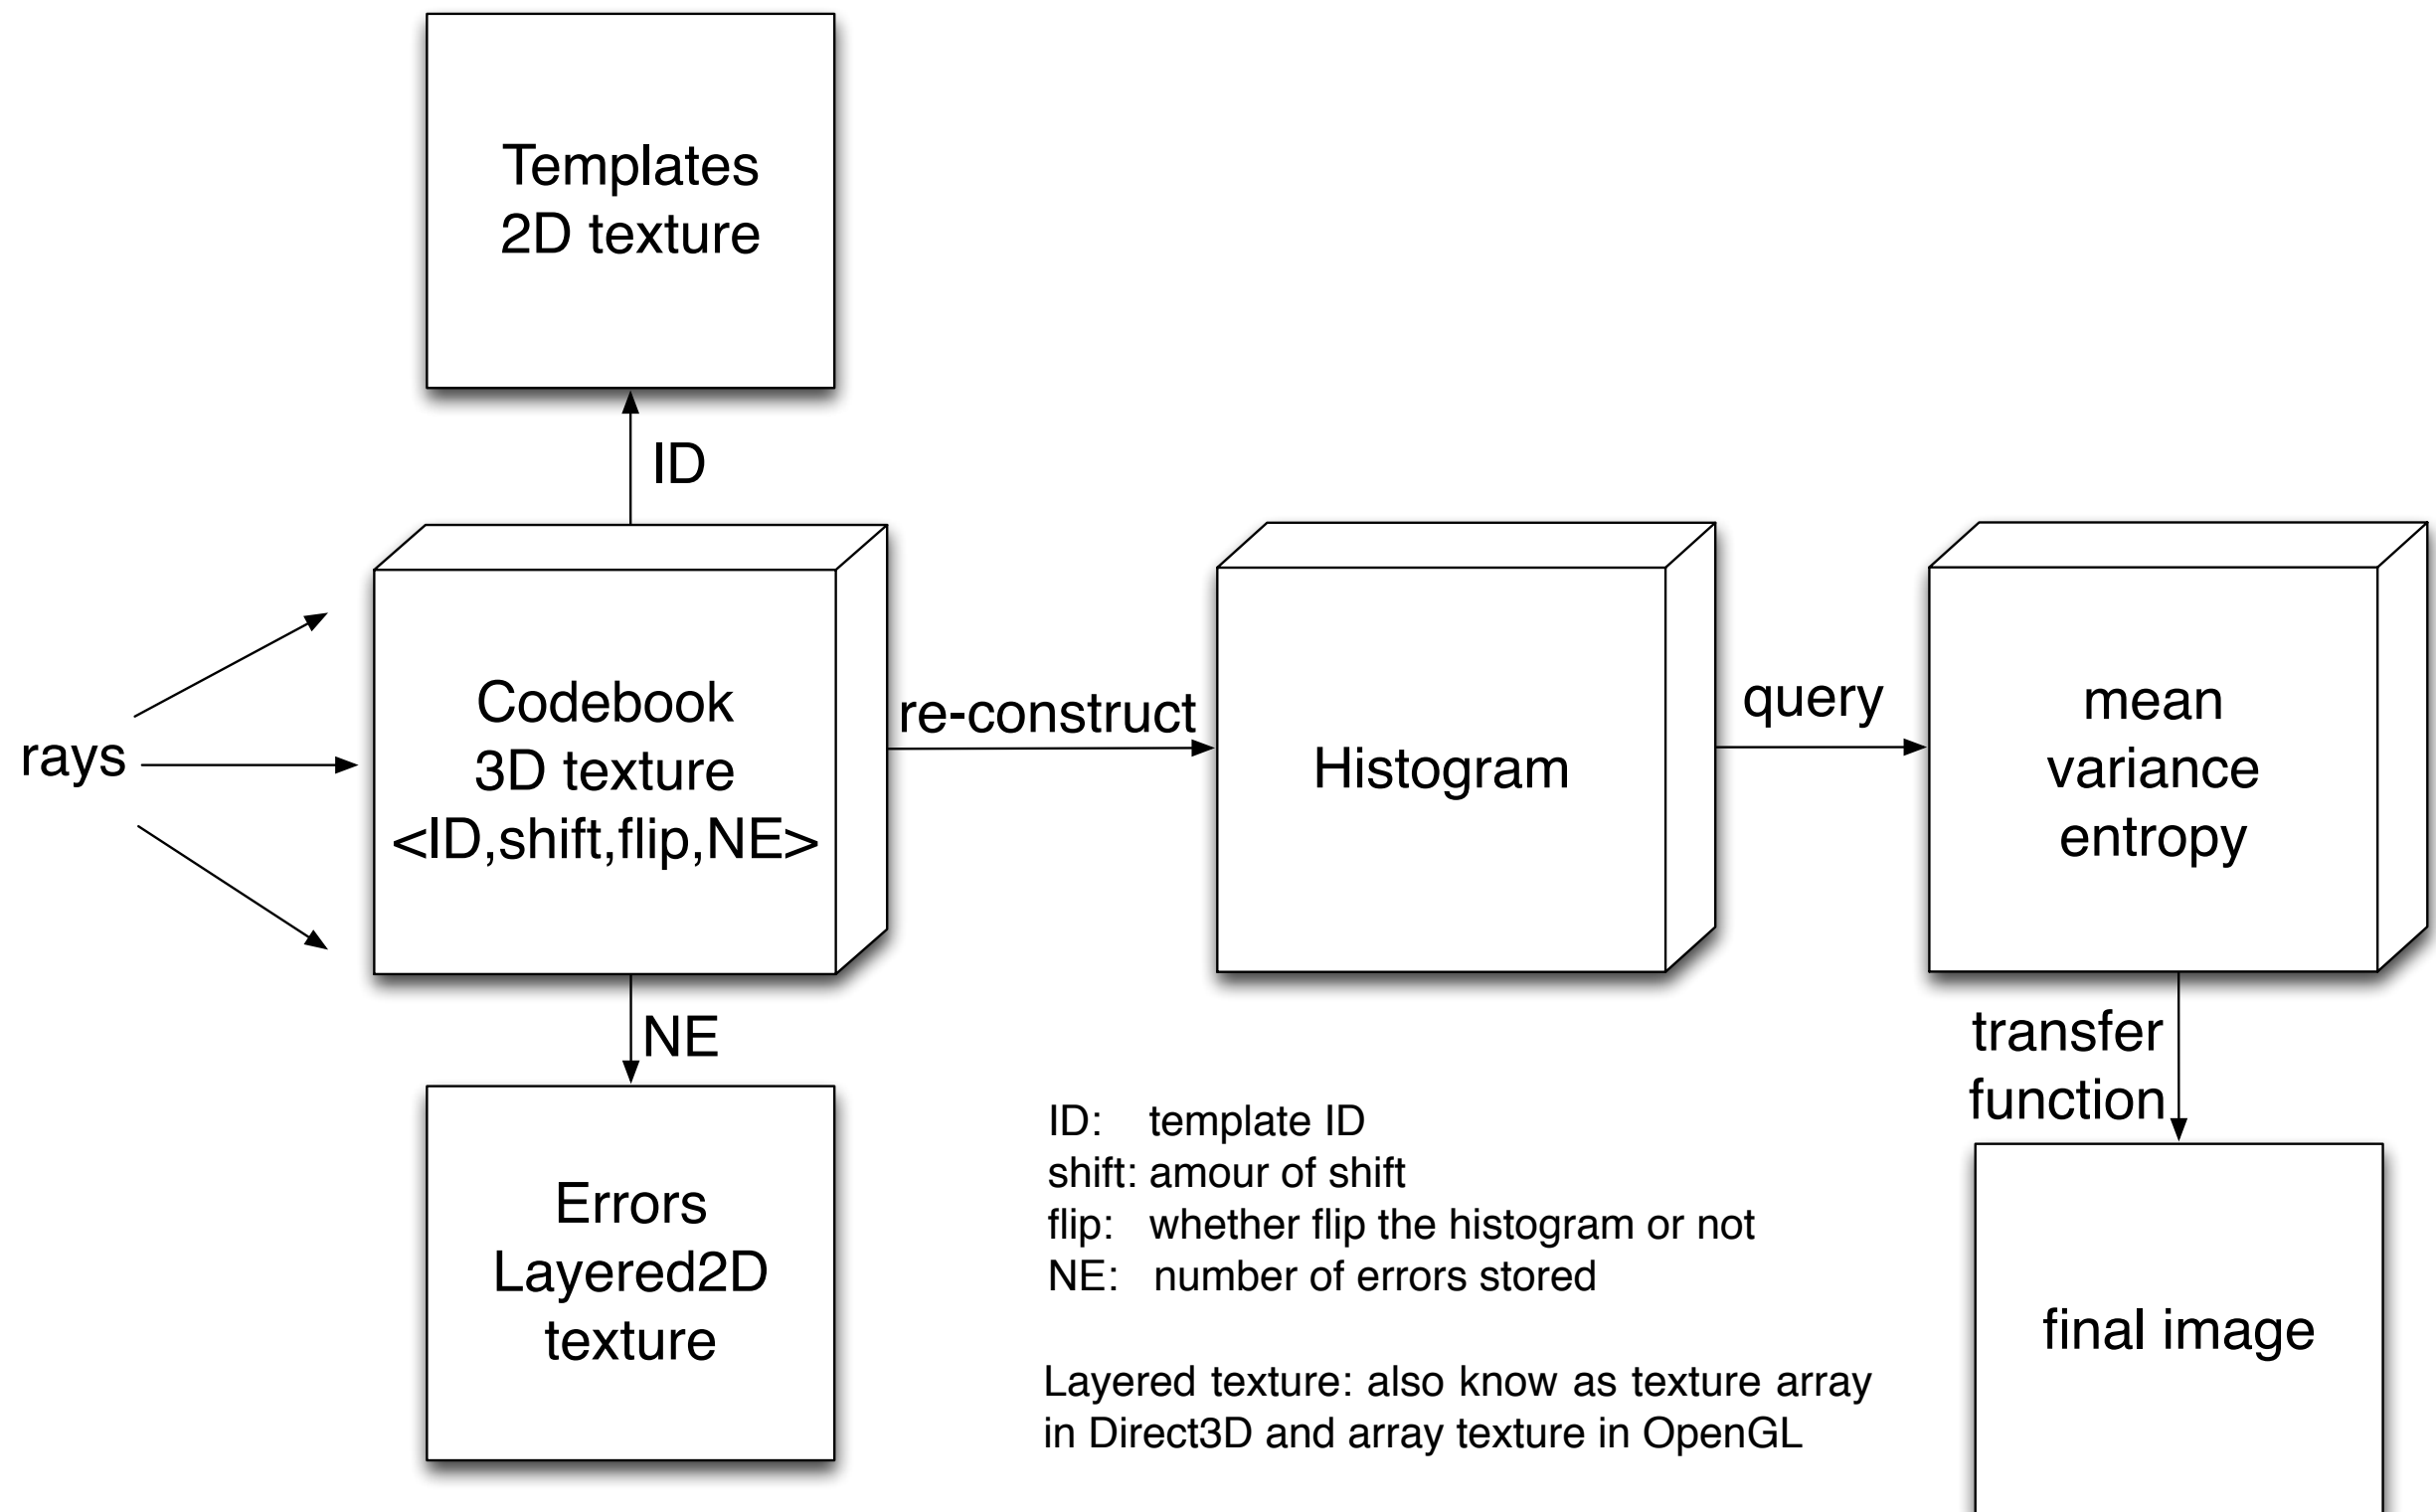 Templates
2D texture
ID
rays
Codebook
3D texture
<ID,shift,flip,NE>
re-construct
Histogram
query
mean
variance
entropy
NE
transfer
function
Errors
Layered2D
texture
ID: template ID
shift: amour of shift
flip: whether flip the histogram or not
NE: number of errors stored
Layered texture: also know as texture array
in Direct3D and array texture in OpenGL
final image